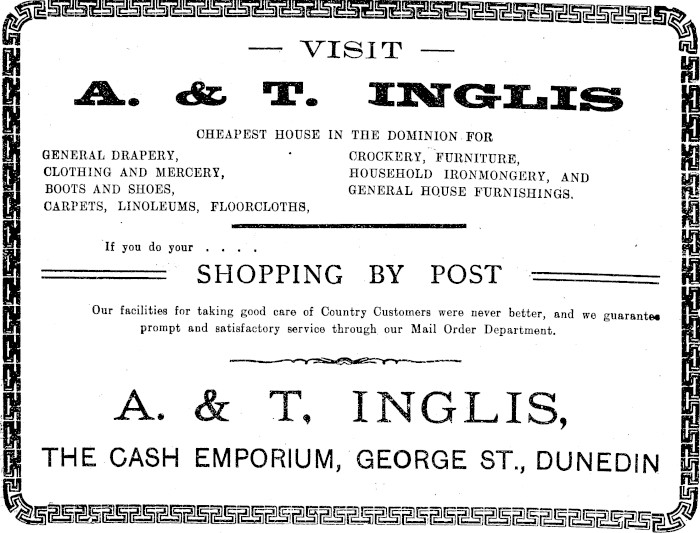 — VISIT —
A. & T. INGLIS
CHEAPEST HOUSE IN THE DOMINION FOR
GENERAL DRAPERY,
CLOTHING AND MERCERY,
BOOTS AND SHOES,
CARPETS, LINOLEUMS, FLOORCLOTHS,
CROCKERY, FURNITURE,
HOUSEHOLD IRONMONGERY, AND
GENERAL HOUSE FURNISHINGS.
If you do your . . . .
SHOPPING BY POST
Our facilities for taking good care of Country Customers were never better, and we guarantee
prompt and satisfactory service through our Mail Order Department.
A. & T. INGLIS,
THE CASH EMPORIUM, GEORGE ST., DUNEDIN